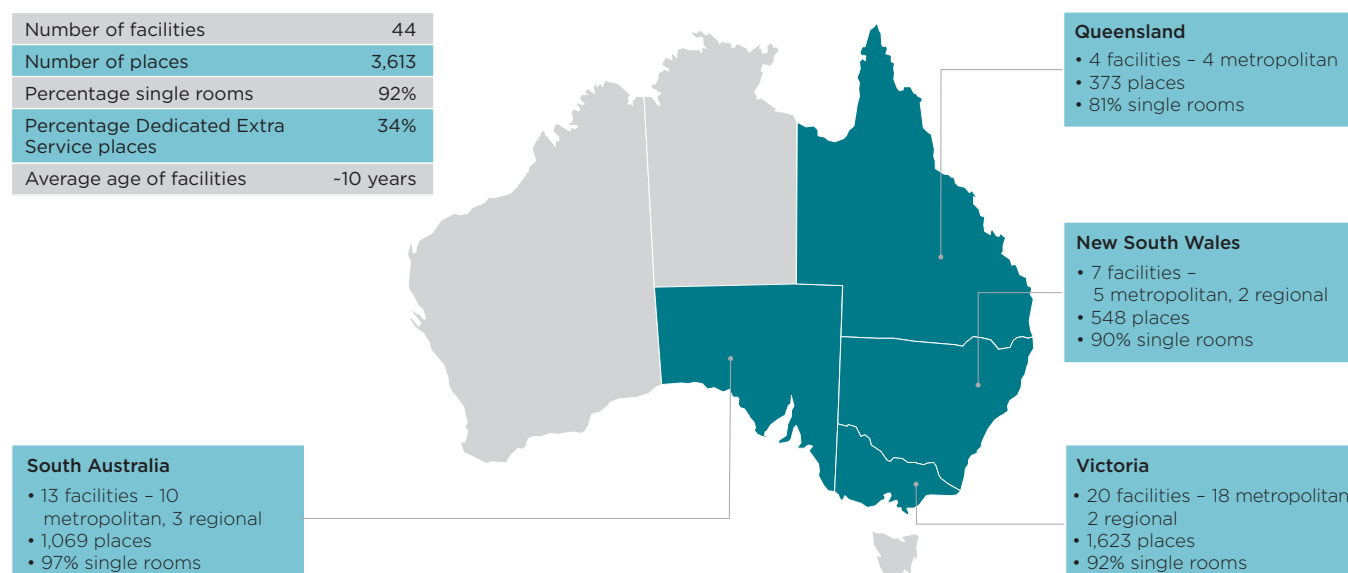 Number of facilities 44
Number of places 3,613
Percentage single rooms 92%
Percentage Dedicated Extra 34%
Service places
Average age of facilities ~10 years
Queensland
• 4 facilities – 4 metropolitan
• 373 places
• 81% single rooms
New South Wales
• 7 facilities –
5 metropolitan, 2 regional
• 548 places
• 90% single rooms
South Australia
• 13 facilities – 10
metropolitan, 3 regional
• 1,069 places
• 97% single rooms
Victoria
• 20 facilities – 18 metropolitan
2 regional
• 1,623 places
• 92% single rooms